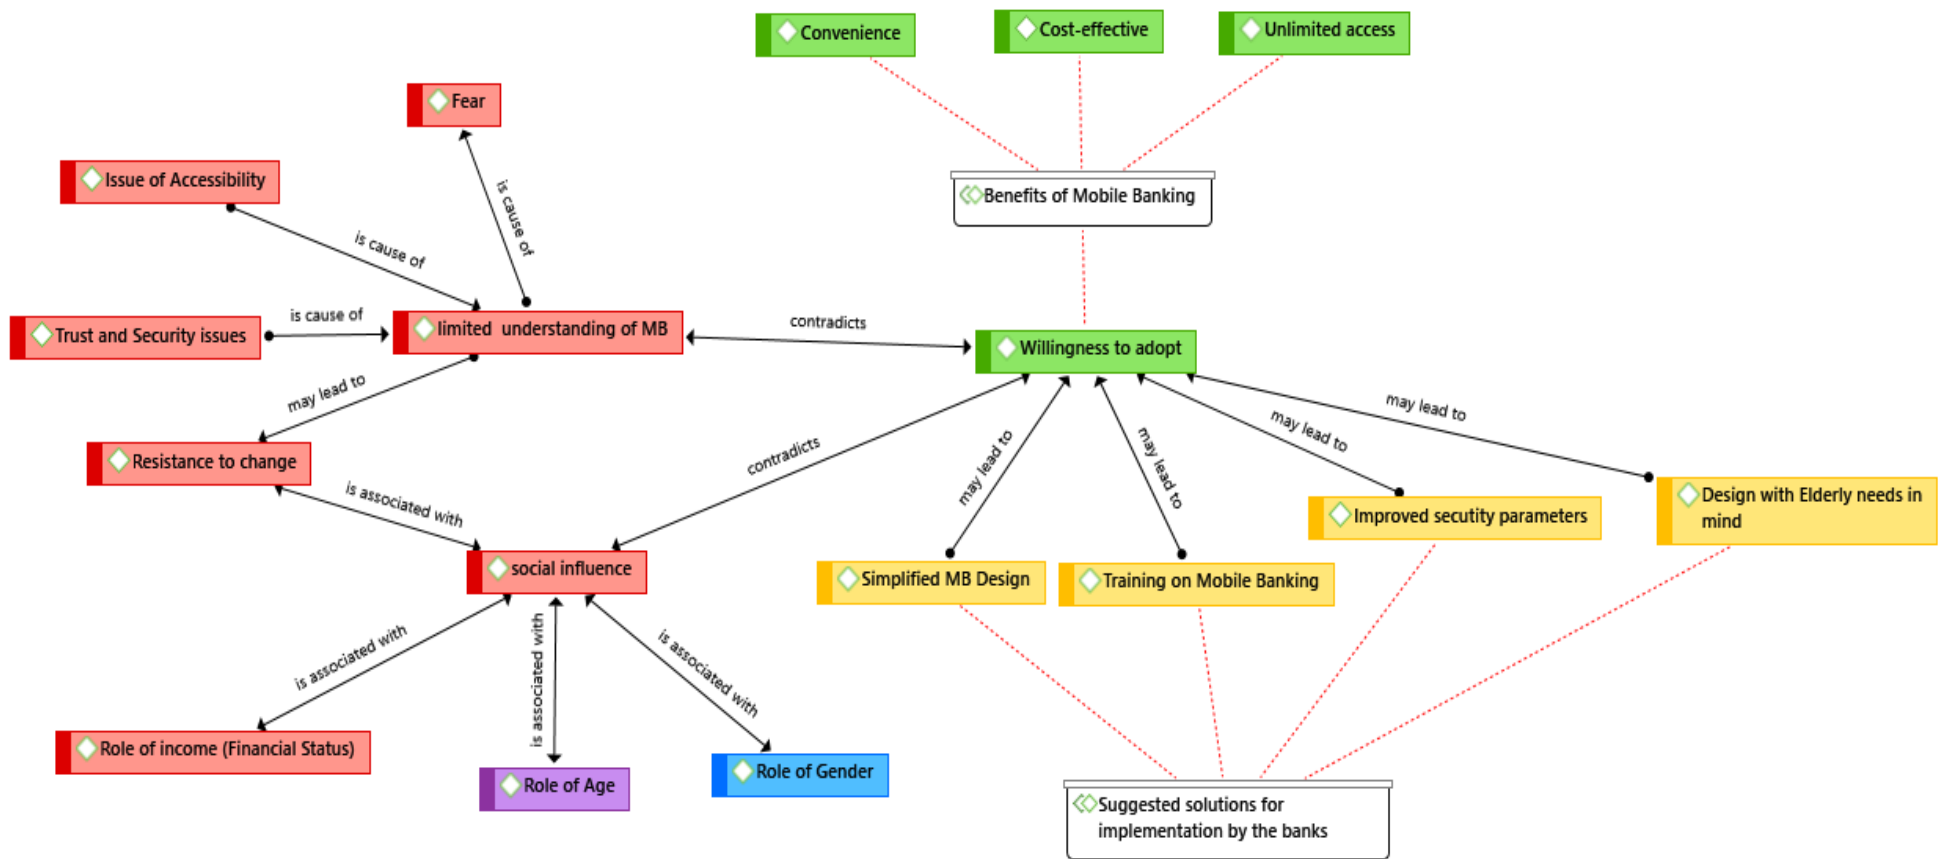 Convenience
Cost-effective
Unlimited access
Fear
Issue of Accessibility
is cause of
Benefits of Mobile Banking
is cause of
Trust and Security issues
is cause of
limited  understanding of MB
contradicts
Willingness to adopt
may lead to
may lead to
may lead to
may lead to
may lead to
contradicts
Resistance to change
is associated with
Design with Elderly needs in
mind
Improved secutity parameters
social influence
Simplified MB Design
Training on Mobile Banking
is associated with
is associated with
is associated with
Role of income (Financial Status)
Role of Age
Role of Gender
Suggested solutions for
implementation by the banks